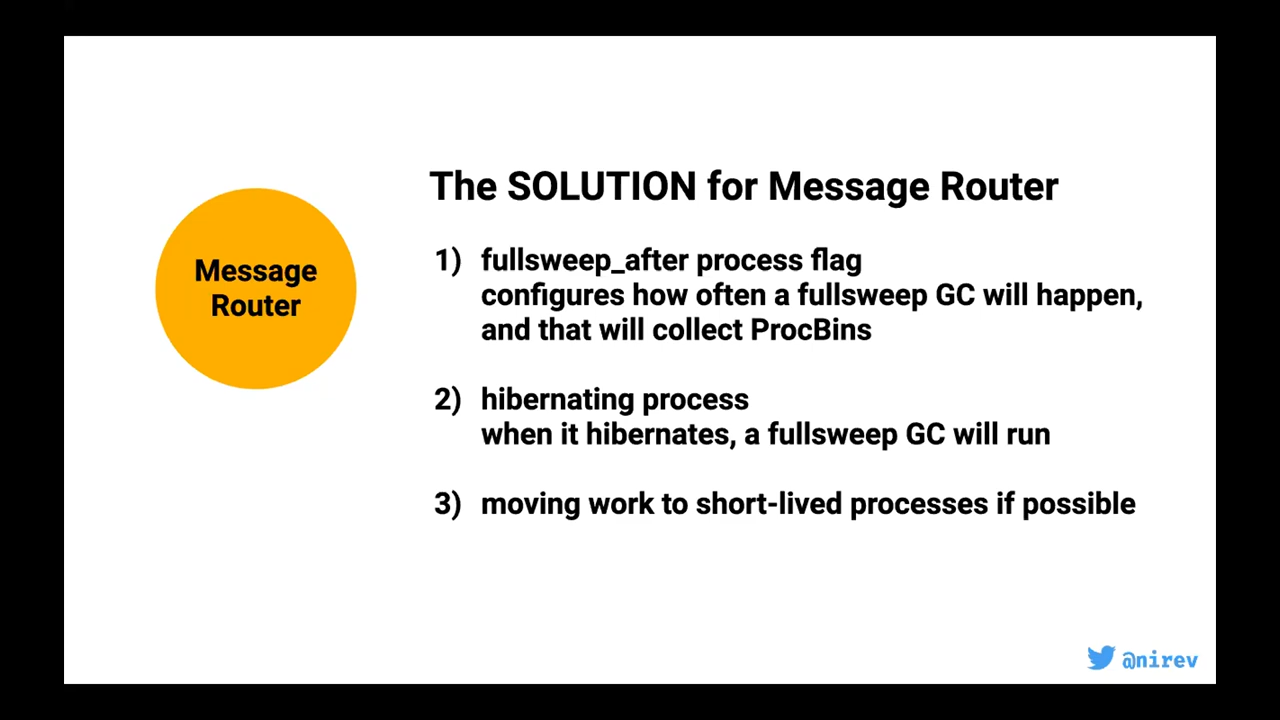 Message
Router
The SOLUTION for Message Router
1) fullsweep_after process flag
configures how often a fullsweep GC will happen,
and that will collect ProcBins
2) hibernating process
when it hibernates, a fullsweep GC will run
3) moving work to short-lived processes if possible
@nirev